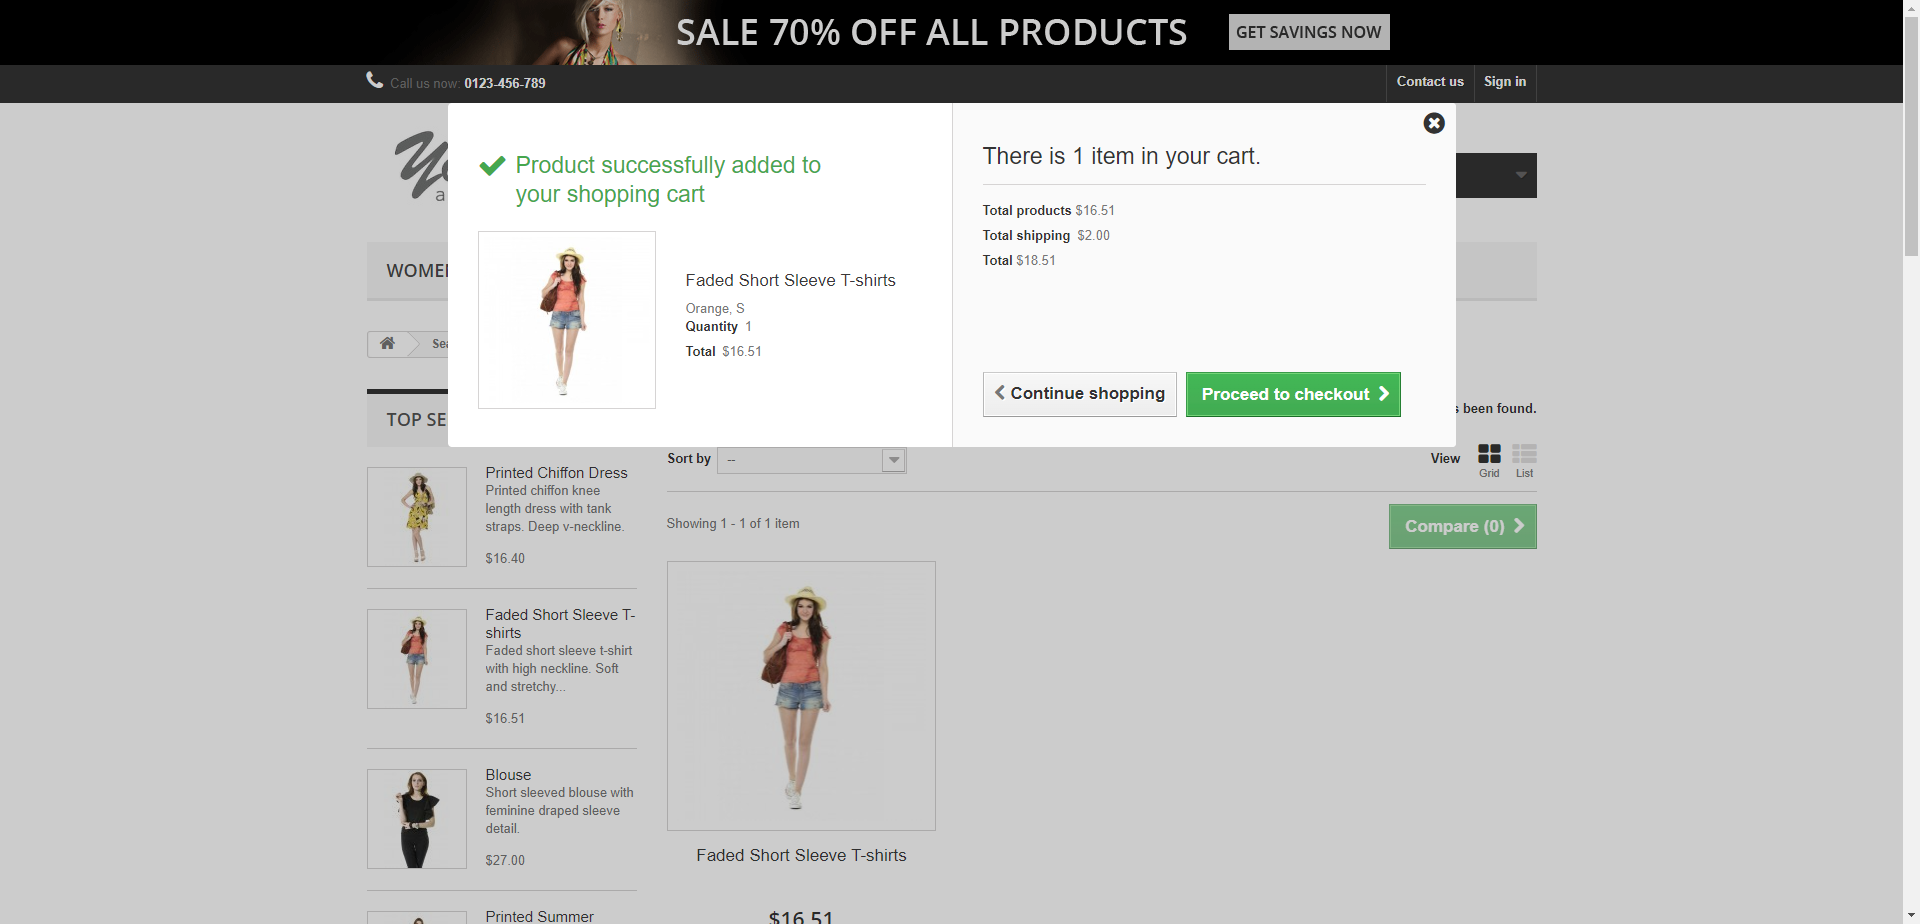 SALE 70% OFF ALL PRODUCTS
GET SAVINGS NOW
Call us now: 0123-456-789
Contact us
Sign in
Product successfully added to
your shopping cart
Faded Short Sleeve T-shirts
Orange, S
Quantity 1
Total $16.51
There is 1 item in your cart.
Total products $16.51
Total shipping $2.00
Total $18.51
Continue shopping
Proceed to checkout
been found.
TOP SE
Sort by --
View
Grid
List
Showing 1 - 1 of 1 item
Compare (0)
Printed Chiffon Dress
Printed chiffon knee
length dress with tank
straps. Deep v-neckline.
$16.40
Faded Short Sleeve T-
shirts
Faded short sleeve t-shirt
with high neckline. Soft
and stretchy...
$16.51
Blouse
Short sleeved blouse with
feminine draped sleeve
detail.
$27.00
Printed Summer
Faded Short Sleeve T-shirts
$16.51